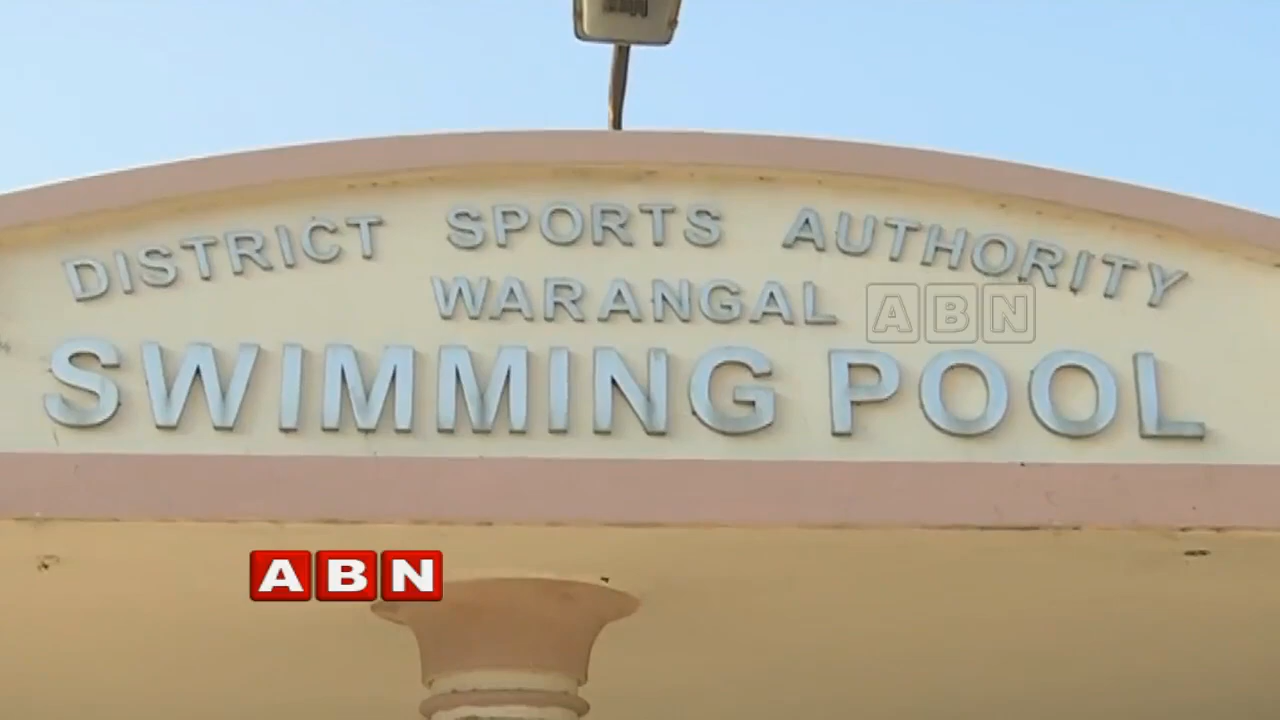 DISTRICT SPORTS AUTHORITY
WARANGAL
ABN
SWIMMING POOL
ABN